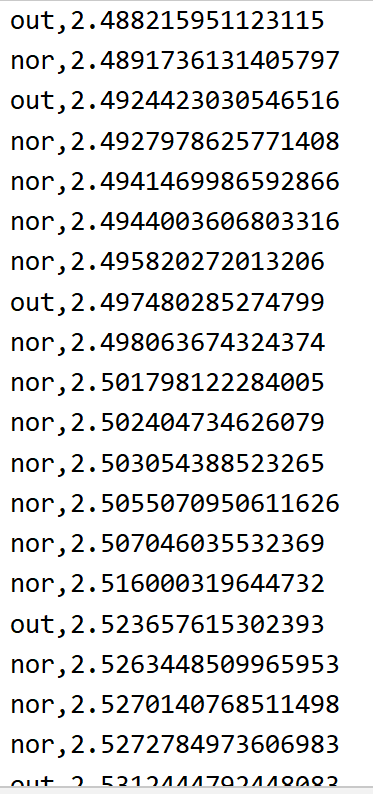 out,2.488215951123115
nor,2.4891736131405797
out,2.4924423030546516
nor,2.4927978625771408
nor,2.4941469986592866
nor,2.4944003606803316
nor,2.495820272013206
out,2.497480285274799
nor,2.498063674324374
nor,2.501798122284005
nor,2.502404734626079
nor,2.503054388523265
nor,2.5055070950611626
nor,2.507046035532369
nor,2.516000319644732
out,2.523657615302393
nor,2.5263448509965953
nor,2.5270140768511498
nor,2.5272784973606983
out,2.5312444792448083